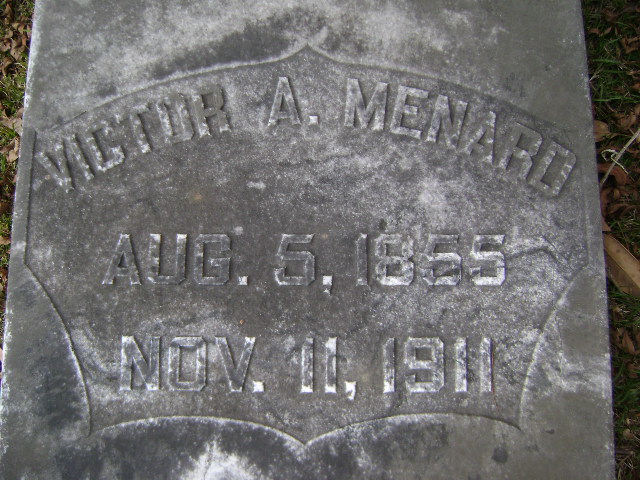 VICTOR A. MENARD
AUG. 5, 1855
NOV. 11, 1911